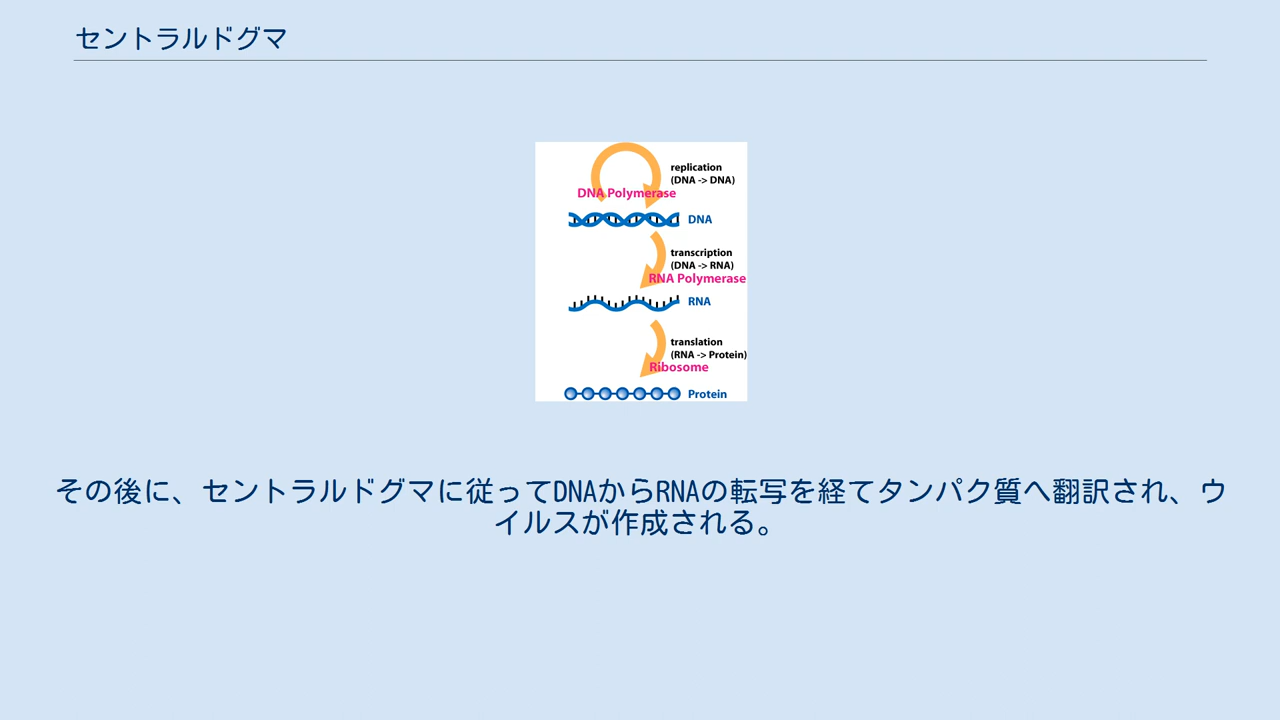 セントラルドグマ
replication
(DNA -> DNA)
DNA Polymerase
DNA
transcription
(DNA -> RNA)
RNA Polymerase
RNA
translation
(RNA -> Protein)
Ribosome
Protein
その後に、セントラルドグマに従ってDNAからRNAの転写を経てタンパク質へ翻訳され、ウ
イルスが作成される。